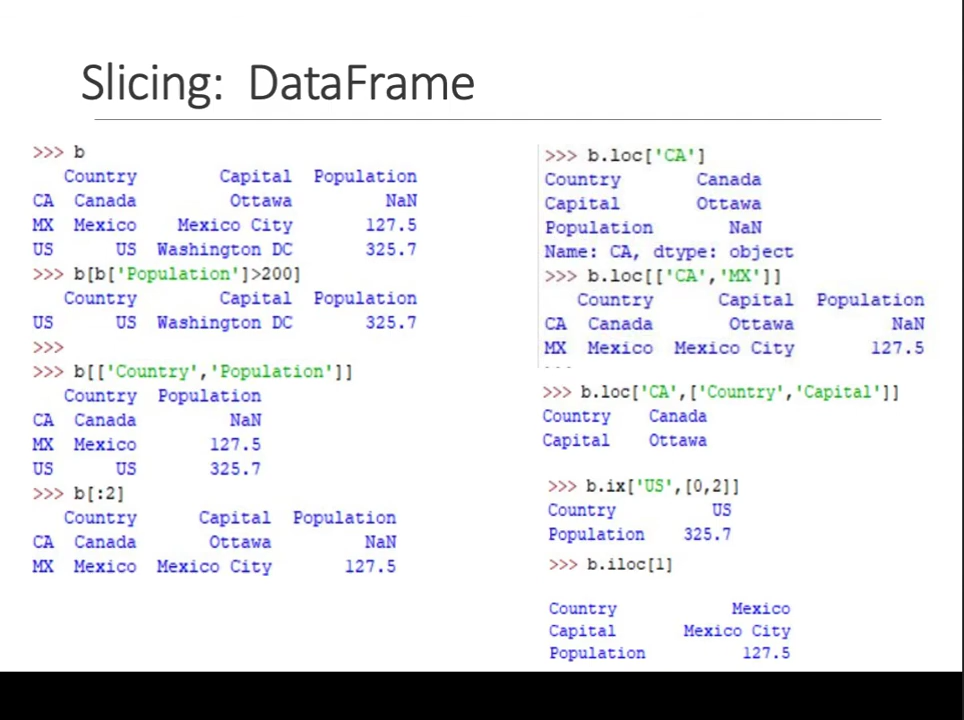 Slicing: DataFrame
>>> b
Country Capital Population
CA Canada Ottawa NaN
MX Mexico Mexico City 127.5
US US Washington DC 325.7
>>> b[b['Population']>200]
Country Capital Population
US US Washington DC 325.7
>>>
>>> b[['Country','Population']]
Country Population
CA Canada NaN
MX Mexico 127.5
US US 325.7
>>> b[:2]
Country Capital Population
CA Canada Ottawa NaN
MX Mexico Mexico City 127.5
>>> b.loc['CA']
Country Canada
Capital Ottawa
Population NaN
Name: CA, dtype: object
>>> b.loc[['CA','MX']]
Country Capital Population
CA Canada Ottawa NaN
MX Mexico Mexico City 127.5
>>> b.loc['CA',['Country','Capital']]
Country Canada
Capital Ottawa
>>> b.ix['US',[0,2]]
Country US
Population 325.7
>>> b.iloc[1]
Country Mexico
Capital Mexico City
Population 127.5